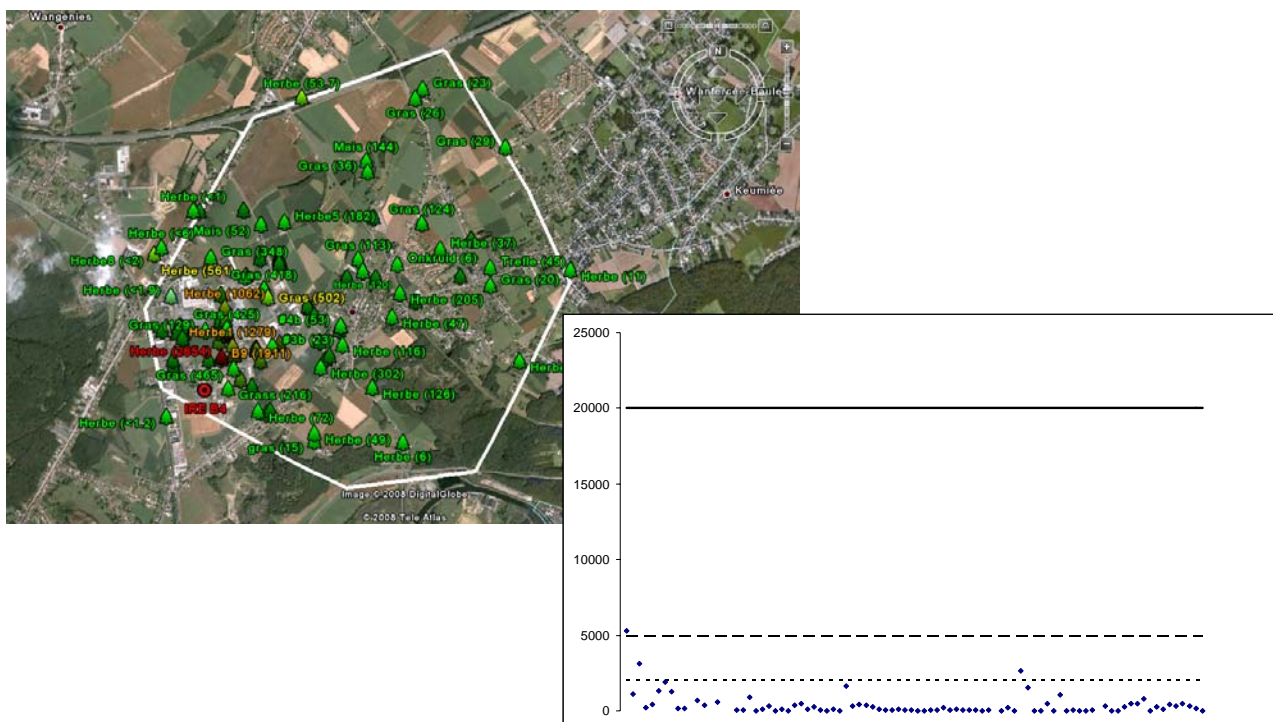 Wangenies
Herbe (53-7)
Gras (23)
Gras (26)
Wanfercée-Baulet
Gras (29)
Mais (144)
Gras (36)
Keumiée
Herbe (<1)
Herbe5 (182)
Gras (124)
Mais (52)
Herbe (<6)
Gras (348)
Gras (113)
Herbe (37)
Herbe8 (<2)
Onkruid (6)
Trefle (45)
Herbe (561)
Gras (418)
Herbe (11)
Gras (20)
Herbe (1062)
Gras (502)
Herbe (205)
Gras (425)
#4b (53)
Herbe (47)
Gras (129)
Herbe1 (1279)
#3b (23)
B9 (1911)
Herbe (116)
Herbe
Gras (465)
Herbe (302)
Grass (216)
Herbe (126)
IRE B4
Herbe (<1.2)
Herbe (72)
Herbe (49)
gras (15)
Herbe (6)
Image © 2008 DigitalGlobe
© 2008 Tele Atlas
N
25000
20000
15000
10000
5000
0